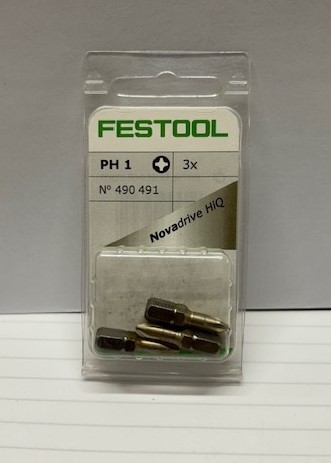 FESTOOL
PH 1 3x
Nº 490 491
Novadrive HiQ